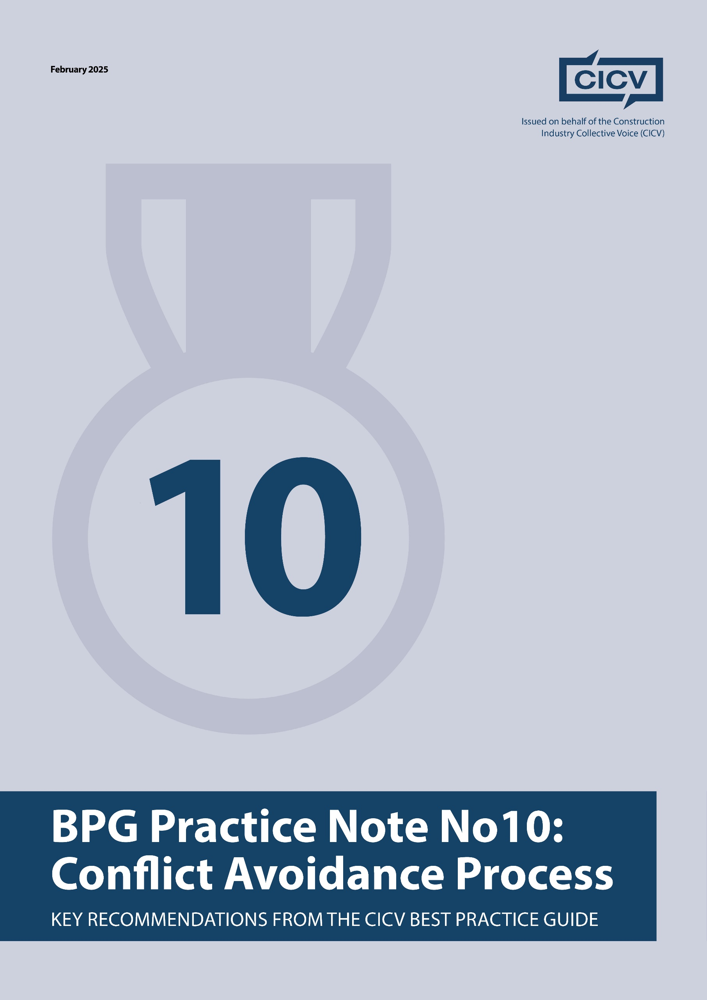 February 2025
CICV
Issued on behalf of the Construction
Industry Collective Voice (CICV)
10
BPG Practice Note No10:
Conflict Avoidance Process
KEY RECOMMENDATIONS FROM THE CICV BEST PRACTICE GUIDE